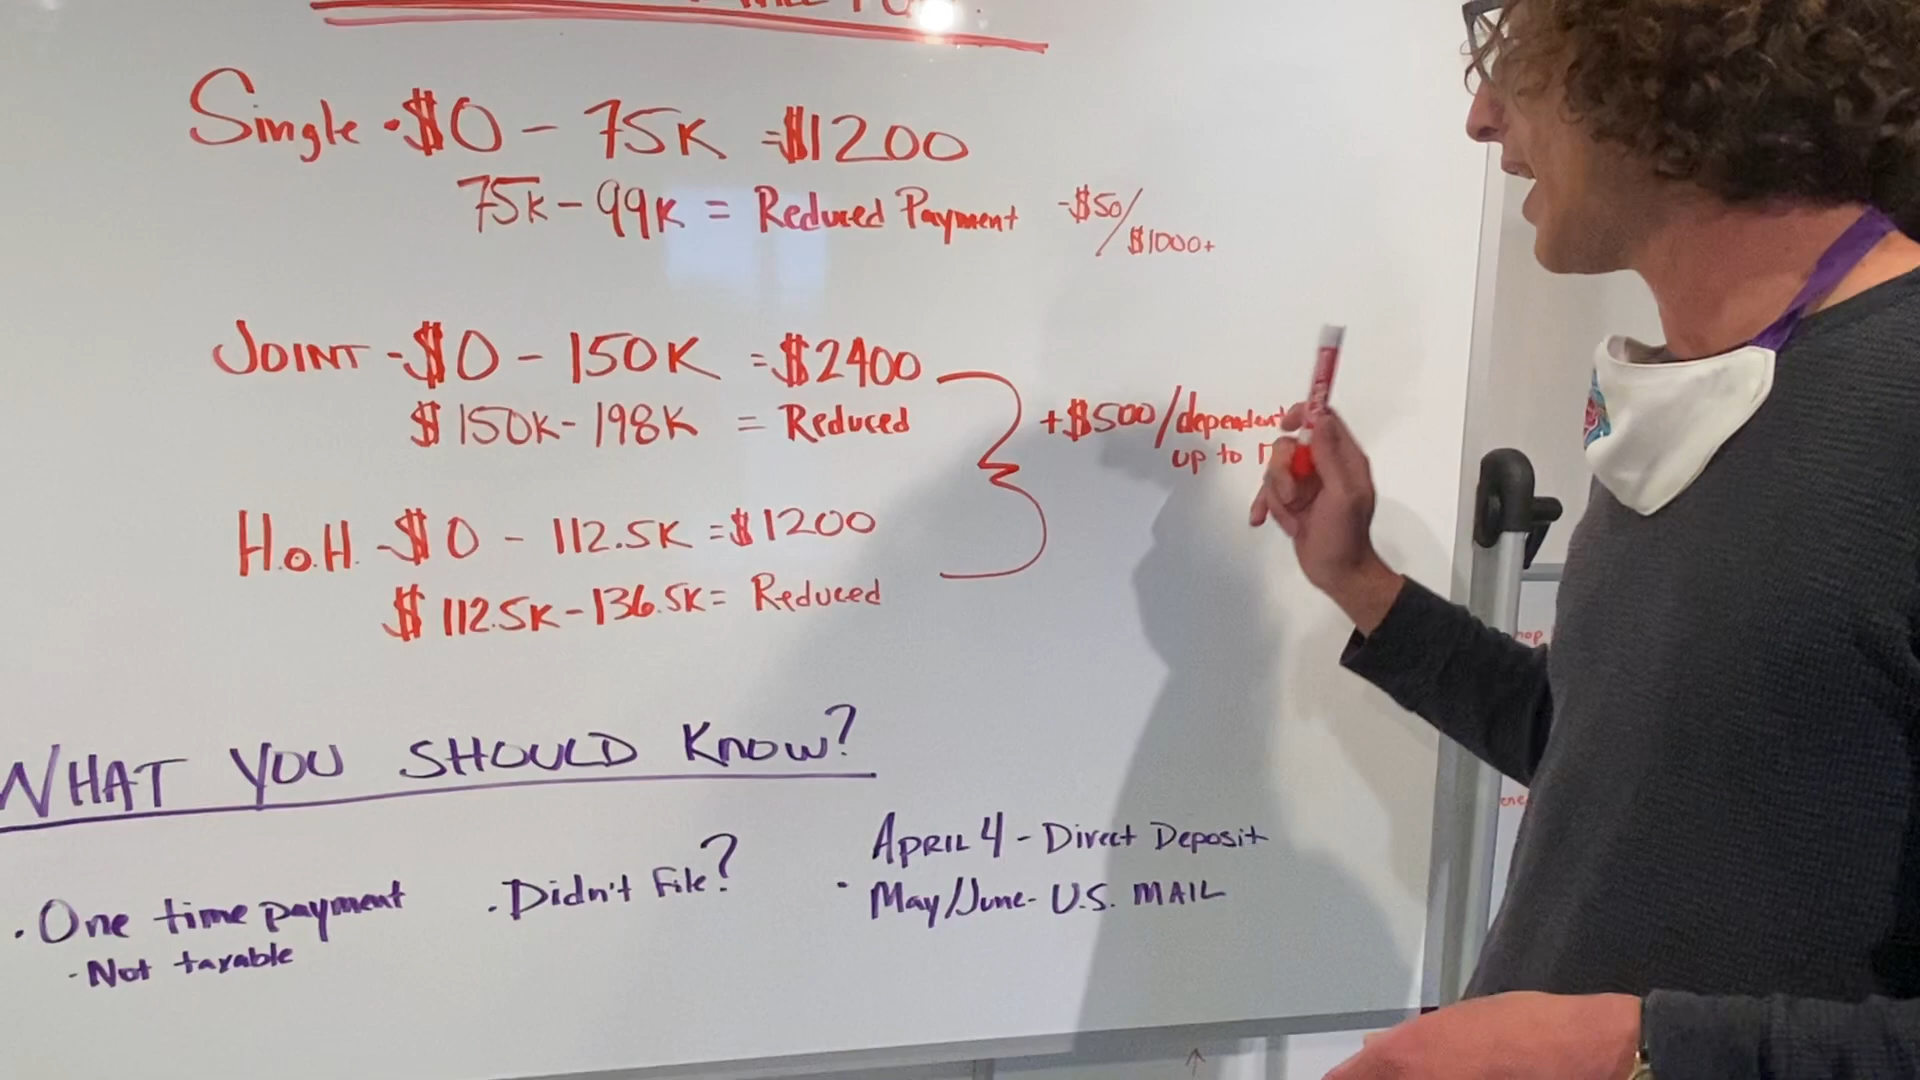 Single - $0 - 75K = $1200
75K - 99K = Reduced Payment -$50/$1000+
JOINT - $0 - 150K = $2400
$150K - 198K = Reduced
+$500/dependent
up to
H.o.H. - $0 - 112.5K = $1200
$112.5K - 136.5K = Reduced
WHAT YOU SHOULD KNOW?
. One time payment
- Not taxable
. Didn't File?
APRIL 4 - Direct Deposit
. May/June - U.S. MAIL